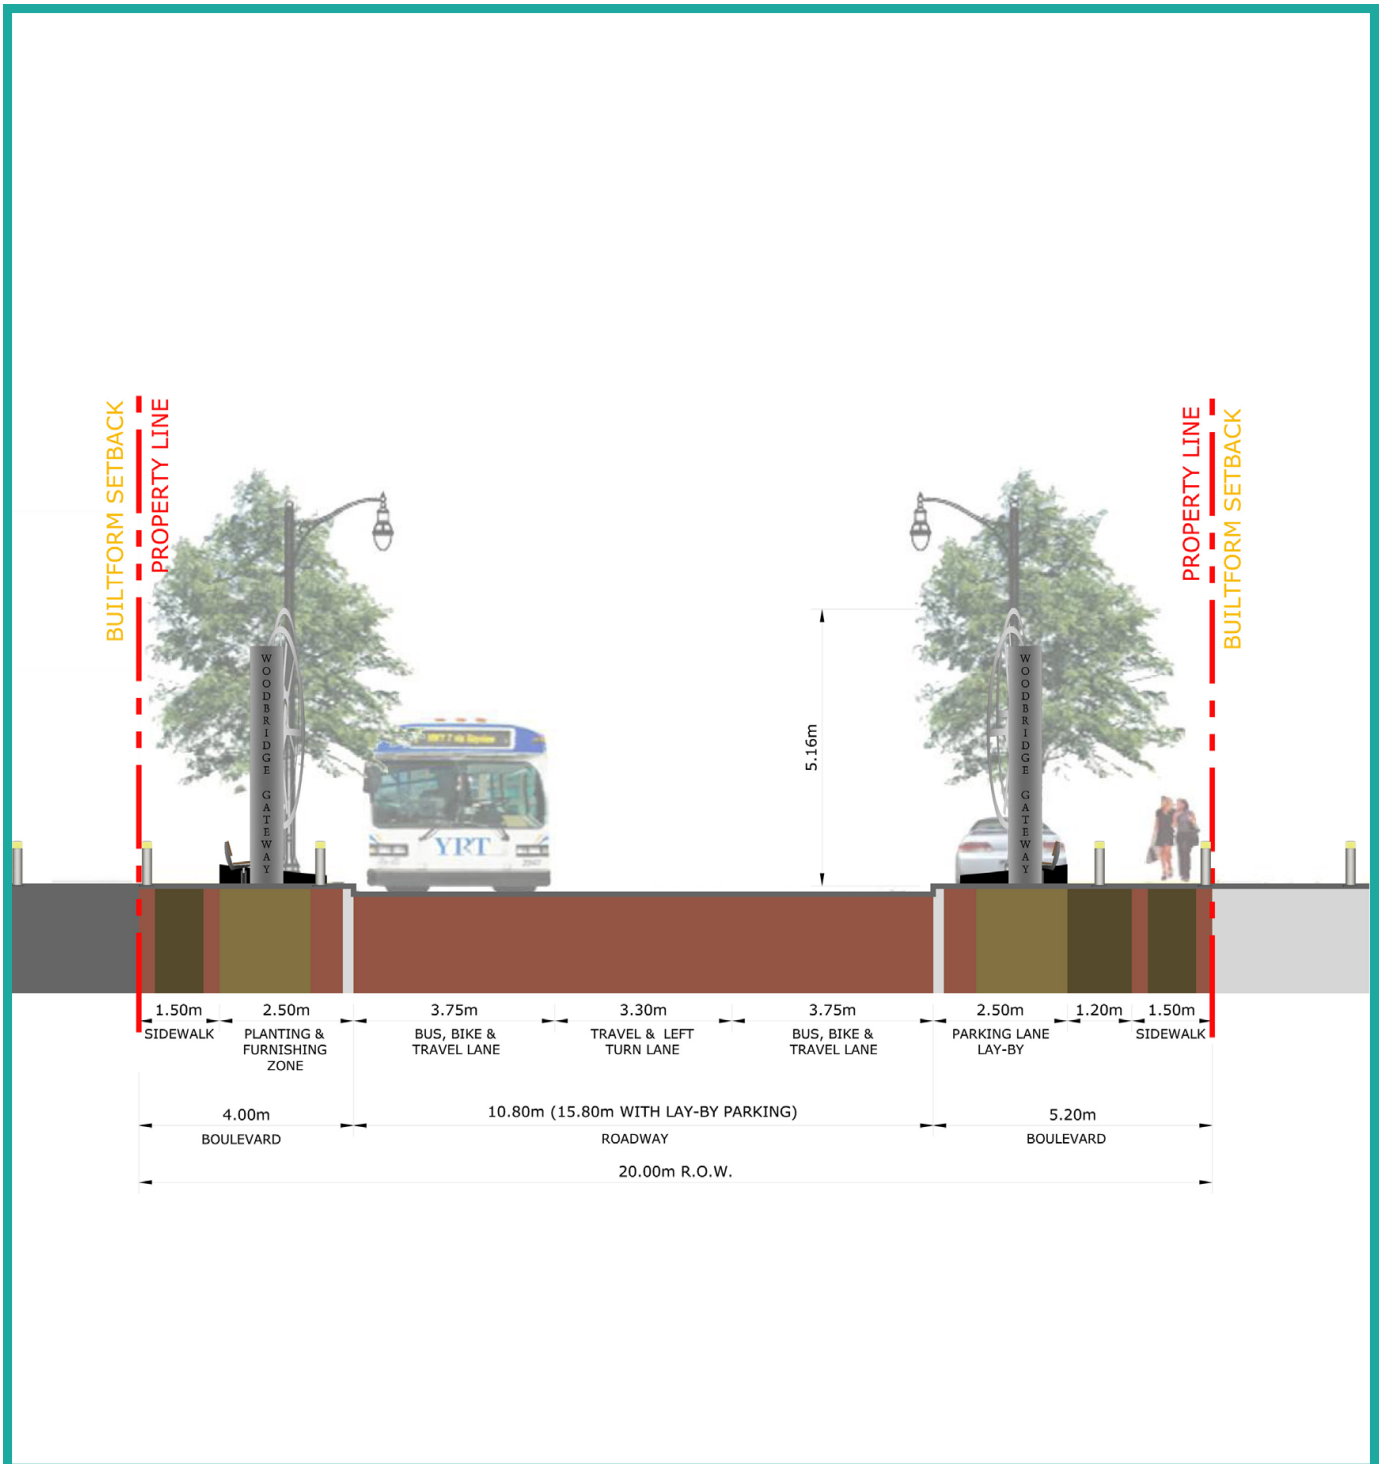 BUILTFORM SETBACK
PROPERTY LINE
PROPERTY LINE
BUILTFORM SETBACK
WOODBRIDGE GATEWAY
WOODBRIDGE GATEWAY
5.16m
YRT
1.50m
2.50m
3.75m
3.30m
3.75m
2.50m
1.20m
1.50m
SIDEWALK
PLANTING &
FURNISHING
ZONE
BUS, BIKE &
TRAVEL LANE
TRAVEL & LEFT
TURN LANE
BUS, BIKE &
TRAVEL LANE
PARKING LANE
LAY-BY
SIDEWALK
4.00m
10.80m (15.80m WITH LAY-BY PARKING)
5.20m
BOULEVARD
ROADWAY
BOULEVARD
20.00m R.O.W.